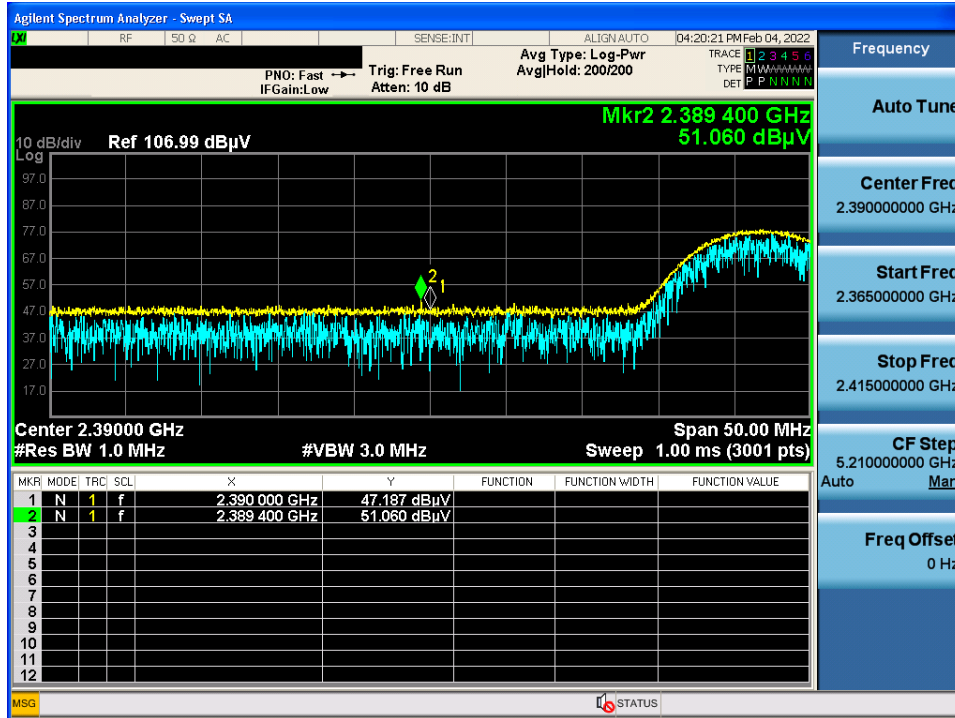 Agilent Spectrum Analyzer - Swept SA
LXI RF 50 Ω AC SENSE:INT ALIGN AUTO 04:20:21 PM Feb 04, 2022
PNO: Fast
IFGain:Low
Trig: Free Run
Atten: 10 dB
Avg Type: Log-Pwr
Avg|Hold: 200/200
TRACE 1 2 3 4 5 6
TYPE M W W W W W
DET P P N N N N
Mkr2 2.389 400 GHz
51.060 dBµV
10 dB/div Ref 106.99 dBµV
Log
97.0
87.0
77.0
67.0
57.0
47.0
37.0
27.0
17.0
2
1
Center 2.39000 GHz Span 50.00 MHz
#Res BW 1.0 MHz #VBW 3.0 MHz Sweep 1.00 ms (3001 pts)
MKR MODE TRC SCL X Y FUNCTION FUNCTION WIDTH FUNCTION VALUE
1 N 1 f 2.390 000 GHz 47.187 dBµV
2 N 1 f 2.389 400 GHz 51.060 dBµV
3
4
5
6
7
8
9
10
11
12
MSG STATUS
Frequency
Auto Tune
Center Freq
2.390000000 GHz
Start Freq
2.365000000 GHz
Stop Freq
2.415000000 GHz
CF Step
5.210000000 GHz
Auto Man
Freq Offset
0 Hz